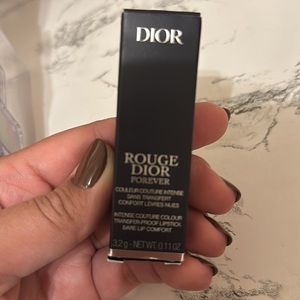 DIOR
ROUGE
DIOR
FOREVER
COULEUR COUTURE INTENSE
SANS TRANSFERT
CONFORT LÈVRES NUES
INTENSE COUTURE COLOUR
TRANSFER-PROOF LIPSTICK
BARE LIP COMFORT
3.2 g - NET WT. 0.11 OZ